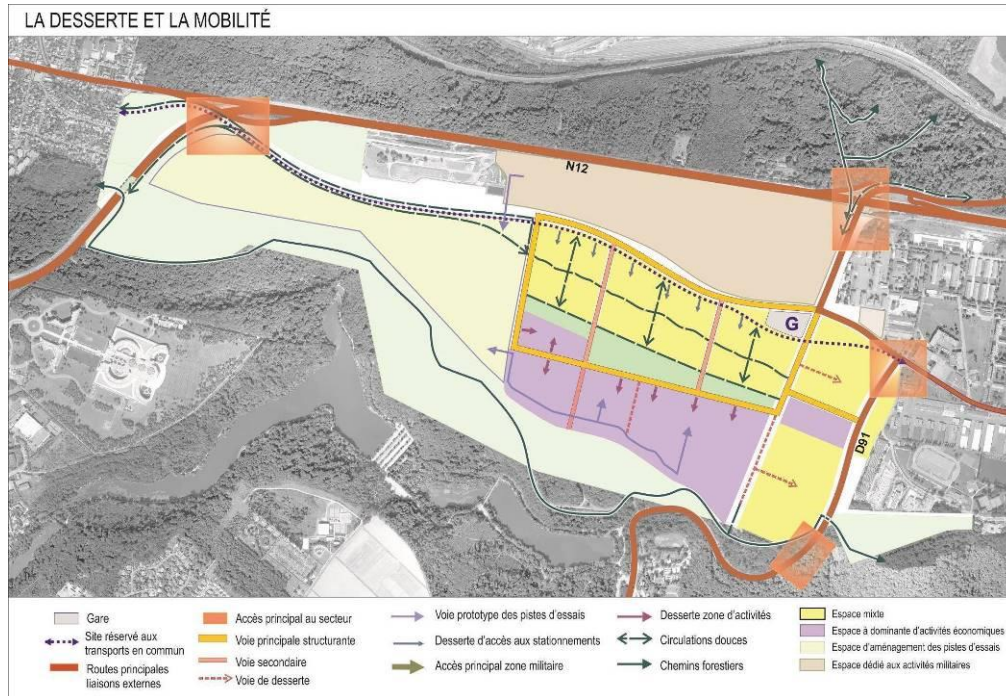 LA DESSERTE ET LA MOBILITÉ
N12
G
D91
Gare
Site réservé aux
transports en commun
Routes principales
liaisons externes
Accès principal au secteur
Voie principale structurante
Voie secondaire
Voie de desserte
Voie prototype des pistes d'essais
Desserte d'accès aux stationnements
Accès principal zone militaire
Desserte zone d'activités
Circulations douces
Chemins forestiers
Espace mixte
Espace à dominante d'activités économiques
Espace d'aménagement des pistes d'essais
Espace dédié aux activités militaires